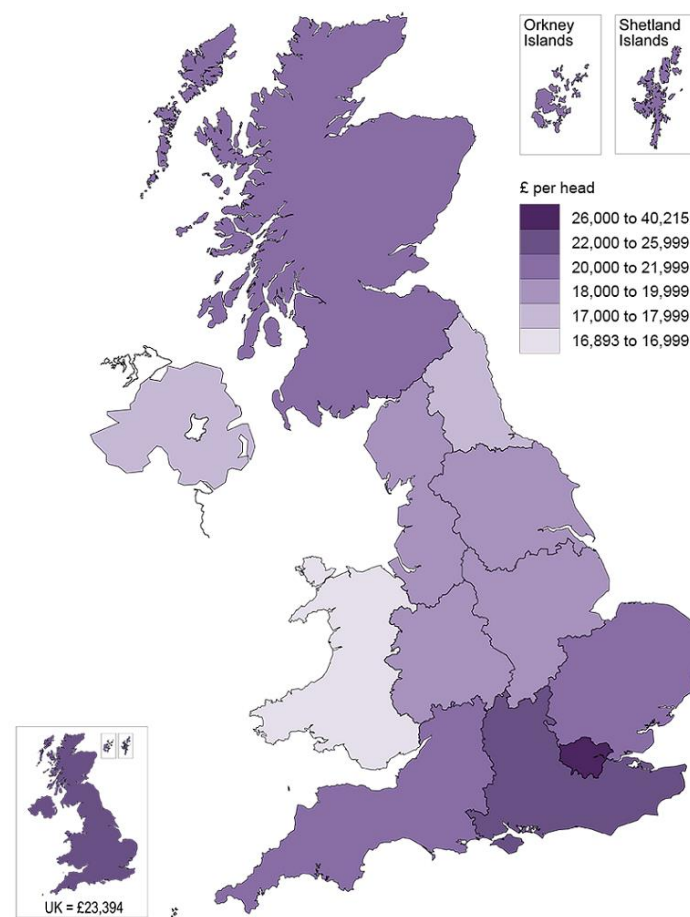 Orkney
Islands
Shetland
Islands
£ per head
26,000 to 40,215
22,000 to 25,999
20,000 to 21,999
18,000 to 19,999
17,000 to 17,999
16,893 to 16,999
UK = £23,394